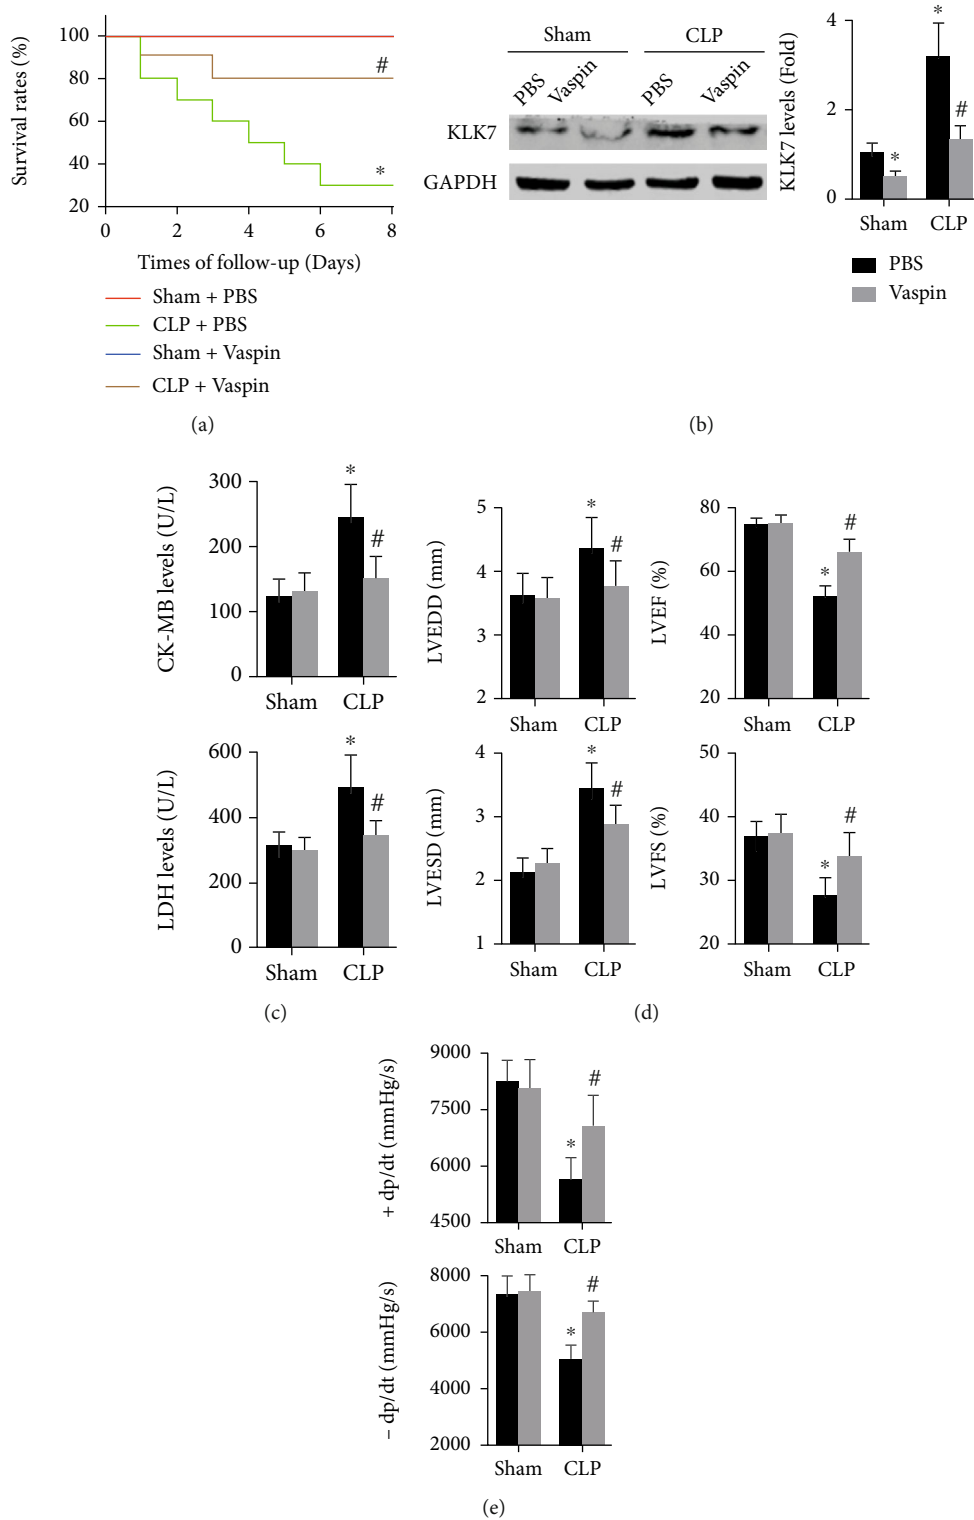 Survival rates (%)
100
80
60
40
20
#
*
0 2 4 6 8
Times of follow-up (Days)
Sham + PBS
CLP + PBS
Sham + Vaspin
CLP + Vaspin
(a)
Sham CLP
PBS Vaspin PBS Vaspin
KLK7
GAPDH
KLK7 levels (Fold)
4
2
0
*
*
#
Sham CLP
PBS
Vaspin
(b)
CK-MB levels (U/L)
300
200
100
0
*
#
Sham CLP
LDH levels (U/L)
600
400
200
0
*
#
Sham CLP
(c)
LVEDD (mm)
5
4
3
2
*
#
Sham CLP
LVEF (%)
80
60
40
20
*
#
Sham CLP
LVESD (mm)
4
3
2
1
*
#
Sham CLP
LVFS (%)
50
40
30
20
*
#
Sham CLP
(d)
+ dp/dt (mmHg/s)
9000
7500
6000
4500
*
#
Sham CLP
− dp/dt (mmHg/s)
8000
6000
4000
2000
*
#
Sham CLP
(e)